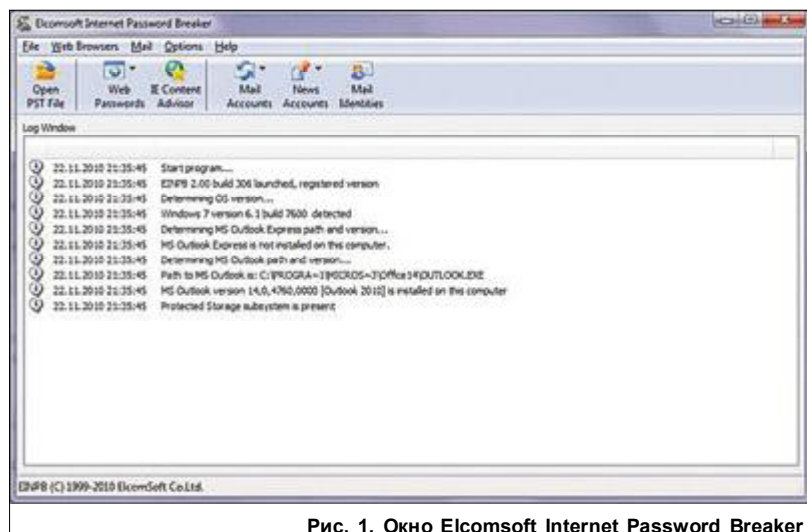 Elcomsoft Internet Password Breaker
File Web Browsers Mail Options Help
Open PST File
Web Passwords
IE Content Advisor
Mail Accounts
News Accounts
Mail Identities
Log Window
22.11.2010 21:35:45 Start program...
22.11.2010 21:35:45 EINPB 2.00 build 306 launched, registered version
22.11.2010 21:35:45 Determining OS version...
22.11.2010 21:35:45 Windows 7 version 6.1 build 7600 detected
22.11.2010 21:35:45 Determining MS Outlook Express path and version...
22.11.2010 21:35:45 MS Outlook Express is not installed on this computer.
22.11.2010 21:35:45 Determining MS Outlook path and version...
22.11.2010 21:35:45 Path to MS Outlook is: C:\PROGRA~1\MICROS~3\Office14\OUTLOOK.EXE
22.11.2010 21:35:45 MS Outlook version 14,0,4760,0000 [Outlook 2010] is installed on this computer
22.11.2010 21:35:45 Protected Storage subsystem is present
EINPB (C) 1999-2010 ElcomSoft Co.Ltd.
Рис. 1. Окно Elcomsoft Internet Password Breaker